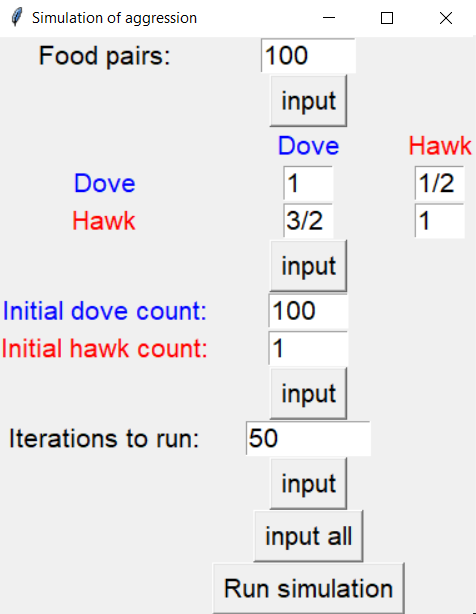 Simulation of aggression
Food pairs: 100
input
Dove Hawk
Dove 1 1/2
Hawk 3/2 1
input
Initial dove count: 100
Initial hawk count: 1
input
Iterations to run: 50
input
input all
Run simulation